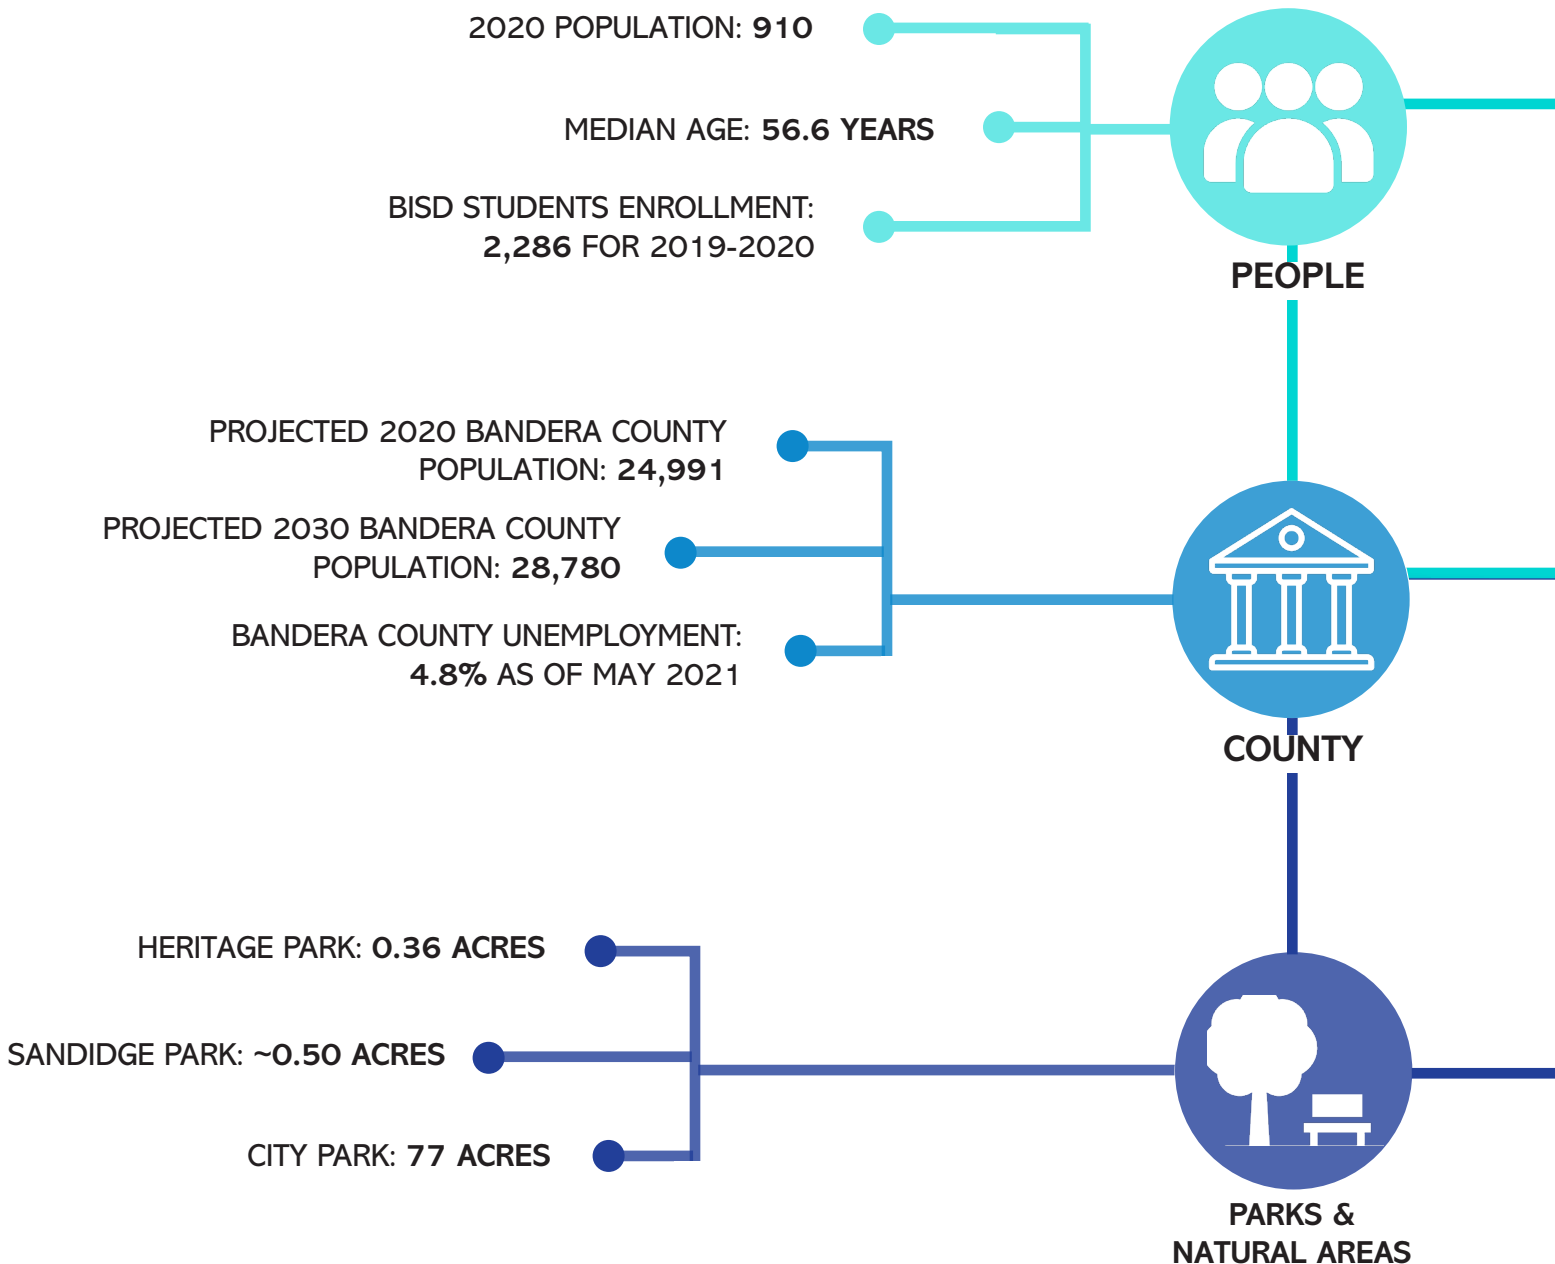 2020 POPULATION: 910
MEDIAN AGE: 56.6 YEARS
BISD STUDENTS ENROLLMENT:
2,286 FOR 2019-2020
PEOPLE
PROJECTED 2020 BANDERA COUNTY
POPULATION: 24,991
PROJECTED 2030 BANDERA COUNTY
POPULATION: 28,780
BANDERA COUNTY UNEMPLOYMENT:
4.8% AS OF MAY 2021
COUNTY
HERITAGE PARK: 0.36 ACRES
SANDIDGE PARK: ~0.50 ACRES
CITY PARK: 77 ACRES
PARKS &
NATURAL AREAS